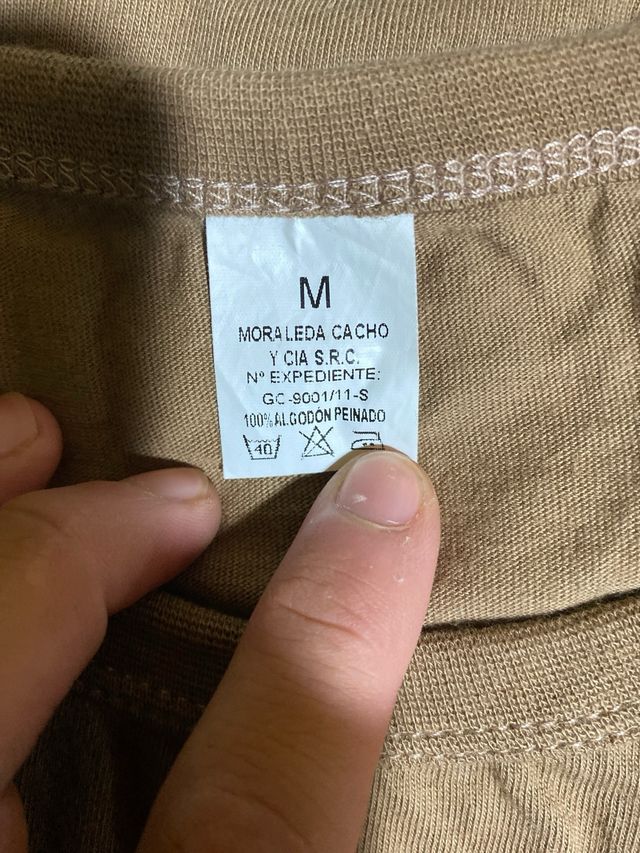 M
MORALEDA CACHO
Y CIA S.R.C.
Nº EXPEDIENTE:
GC-9001/11-S
100% ALGODÓN PEINADO
40